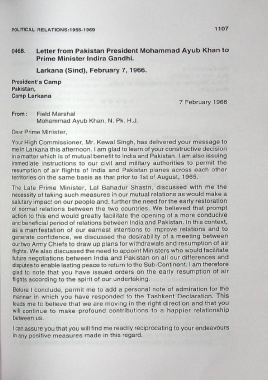 POLITICAL RELATIONS:1965-1969 1107
0468. Letter from Pakistan President Mohammad Ayub Khan to
Prime Minister Indira Gandhi.
Larkana (Sind), February 7, 1966.
President's Camp
Pakistan,
Camp Larkana
7 February 1966
From: Field Marshal
Mohammad Ayub Khan, N. Pk. H.J.
Dear Prime Minister,
Your High Commissioner, Mr. Kewal Singh, has delivered your message to
me in Larkana this afternoon. I am glad to learn of your constructive decision
in a matter which is of mutual benefit to India and Pakistan. I am also issuing
immediate instructions to our civil and military authorities to permit the
resumption of air flights of India and Pakistan planes across each other
territories on the same basis as that prior to 1st of August, 1965.
The Late Prime Minister, Lal Bahadur Shastri, discussed with me the
necessity of taking such measures in our mutual relations as would make a
salutary impact on our people and, further the need for the early restoration
of normal relations between the two countries. We believed that prompt
action to this end would greatly facilitate the opening of a more conducive
and beneficial period of relations between India and Pakistan. In this context,
as a manifestation of our earnest intentions to improve relations and to
generate confidence, we discussed the desirability of a meeting between
our two Army Chiefs to draw up plans for withdrawals and resumption of air
flights. We also discussed the need to appoint Ministers who would facilitate
future negotiations between India and Pakistan on all our differences and
disputes to enable lasting peace to return to the Sub-Continent. I am therefore
glad to note that you have issued orders on the early resumption of air
flights according to the spirit of our undertaking.
Before I conclude, permit me to add a personal note of admiration for the
manner in which you have responded to the Tashkent Declaration. This
leads me to believe that we are moving in the right direction and that you
will continue to make profound contributions to a happier relationship
between us.
I can assure you that you will find me readily reciprocating to your endeavours
in any positive measures made in this regard.